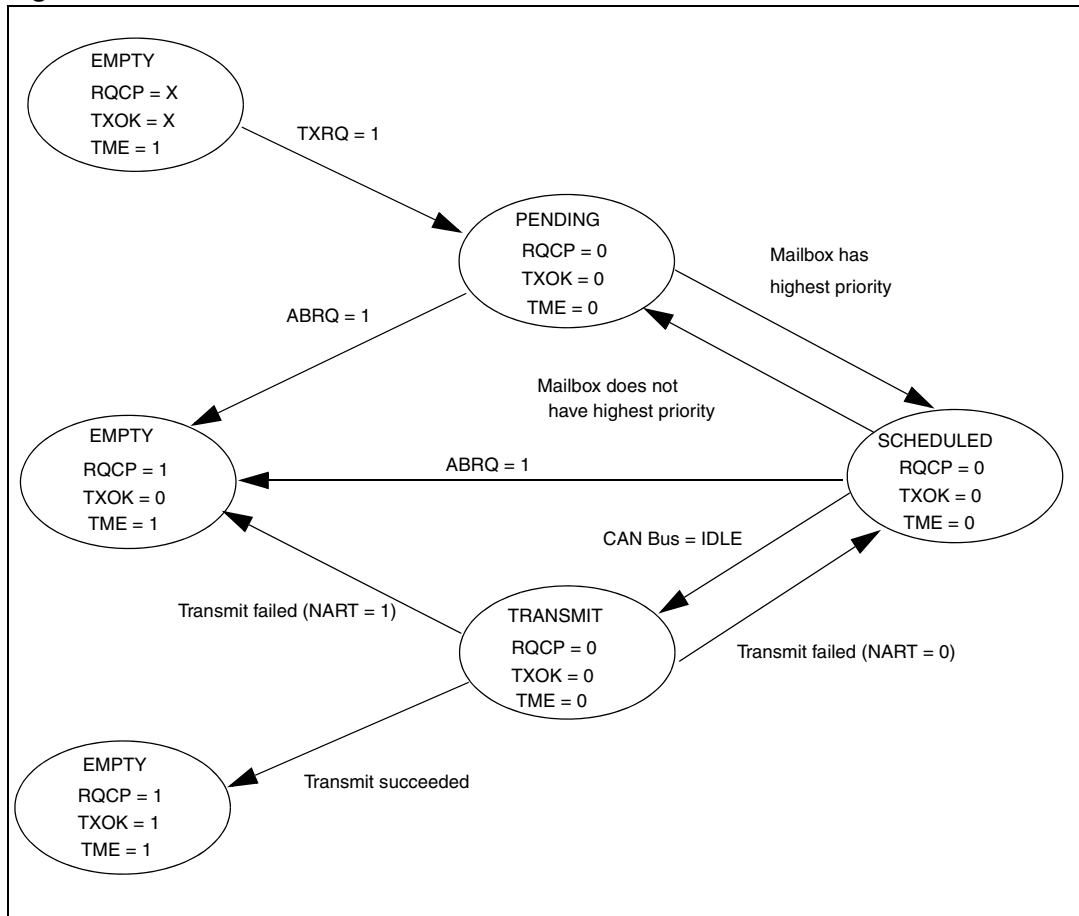 EMPTY
RQCP = X
TXOK = X
TME = 1
TXRQ = 1
PENDING
RQCP = 0
TXOK = 0
TME = 0
Mailbox has
highest priority
ABRQ = 1
Mailbox does not
have highest priority
EMPTY
RQCP = 1
TXOK = 0
TME = 1
ABRQ = 1
SCHEDULED
RQCP = 0
TXOK = 0
TME = 0
CAN Bus = IDLE
Transmit failed (NART = 1)
TRANSMIT
RQCP = 0
TXOK = 0
TME = 0
Transmit failed (NART = 0)
EMPTY
RQCP = 1
TXOK = 1
TME = 1
Transmit succeeded